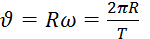 𝜗 = 𝑅𝜔 = 2𝜋𝑅/𝑇